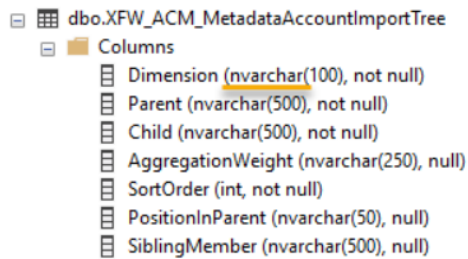 dbo.XFW_ACM_MetadataAccountImportTree
Columns
Dimension (nvarchar(100), not null)
Parent (nvarchar(500), not null)
Child (nvarchar(500), not null)
AggregationWeight (nvarchar(250), null)
SortOrder (int, not null)
PositionInParent (nvarchar(50), null)
SiblingMember (nvarchar(500), null)